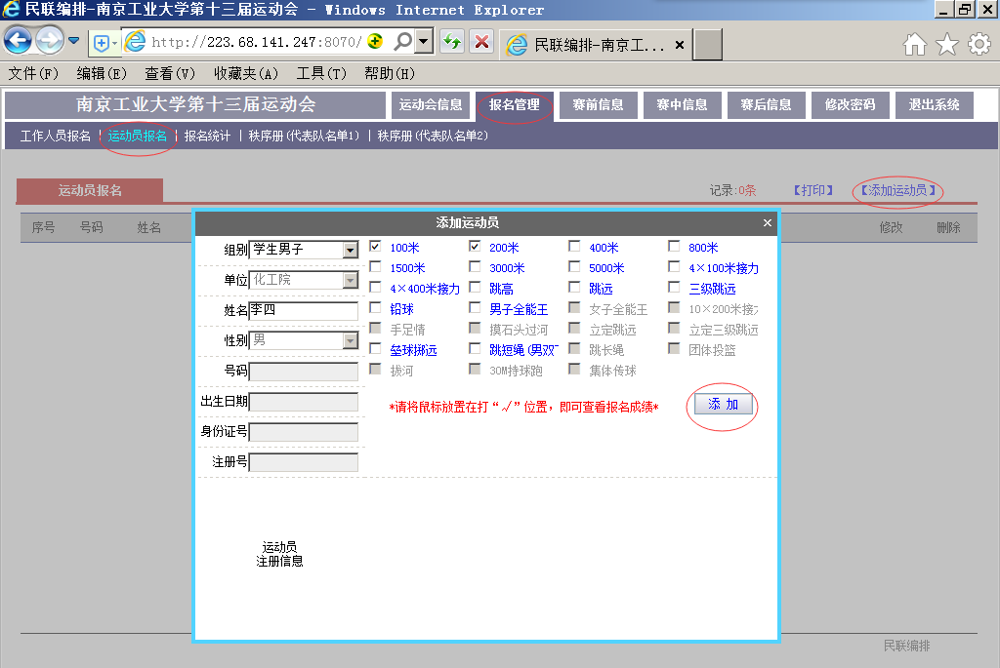 民联编排-南京工业大学第十三届运动会 - Windows Internet Explorer
http://223.68.141.247:8070/
民联编排-南京工...
文件(F) 编辑(E) 查看(V) 收藏夹(A) 工具(T) 帮助(H)
南京工业大学第十三届运动会 运动会信息 报名管理 赛前信息 赛中信息 赛后信息 修改密码 退出系统
工作人员报名 | 运动员报名 | 报名统计 | 秩序册(代表队名单1) | 秩序册(代表队名单2)
运动员报名 记录:0条 【打印】 【添加运动员】
序号 号码 姓名 修改 删除
添加运动员 ×
组别 学生男子 100米 200米 400米 800米
1500米 3000米 5000米 4×100米接力
单位 化工院
4×400米接力 跳高 跳远 三级跳远
姓名 李四 铅球 男子全能王 女子全能王 10×200米接
手足情 摸石头过河 立定跳远 立定三级跳远
性别 男
垒球掷远 跳短绳(男双 跳长绳 团体投篮
号码 拔河 30M持球跑 集体传球
出生日期 *请将鼠标放置在打“√”位置，即可查看报名成绩* 添 加
身份证号
注册号
运动员
注册信息
民联编排